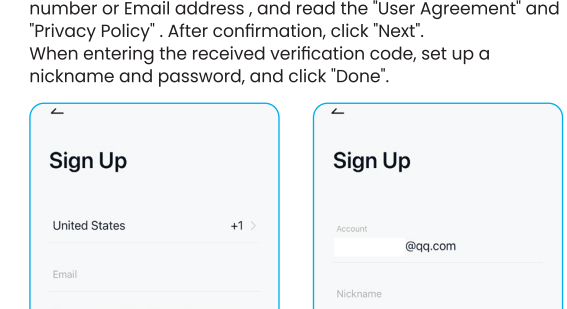 number or Email address , and read the "User Agreement" and
"Privacy Policy" . After confirmation, click "Next".
When entering the received verification code, set up a
nickname and password, and click "Done".
Sign Up
United States +1
Email
Sign Up
Account
@qq.com
Nickname